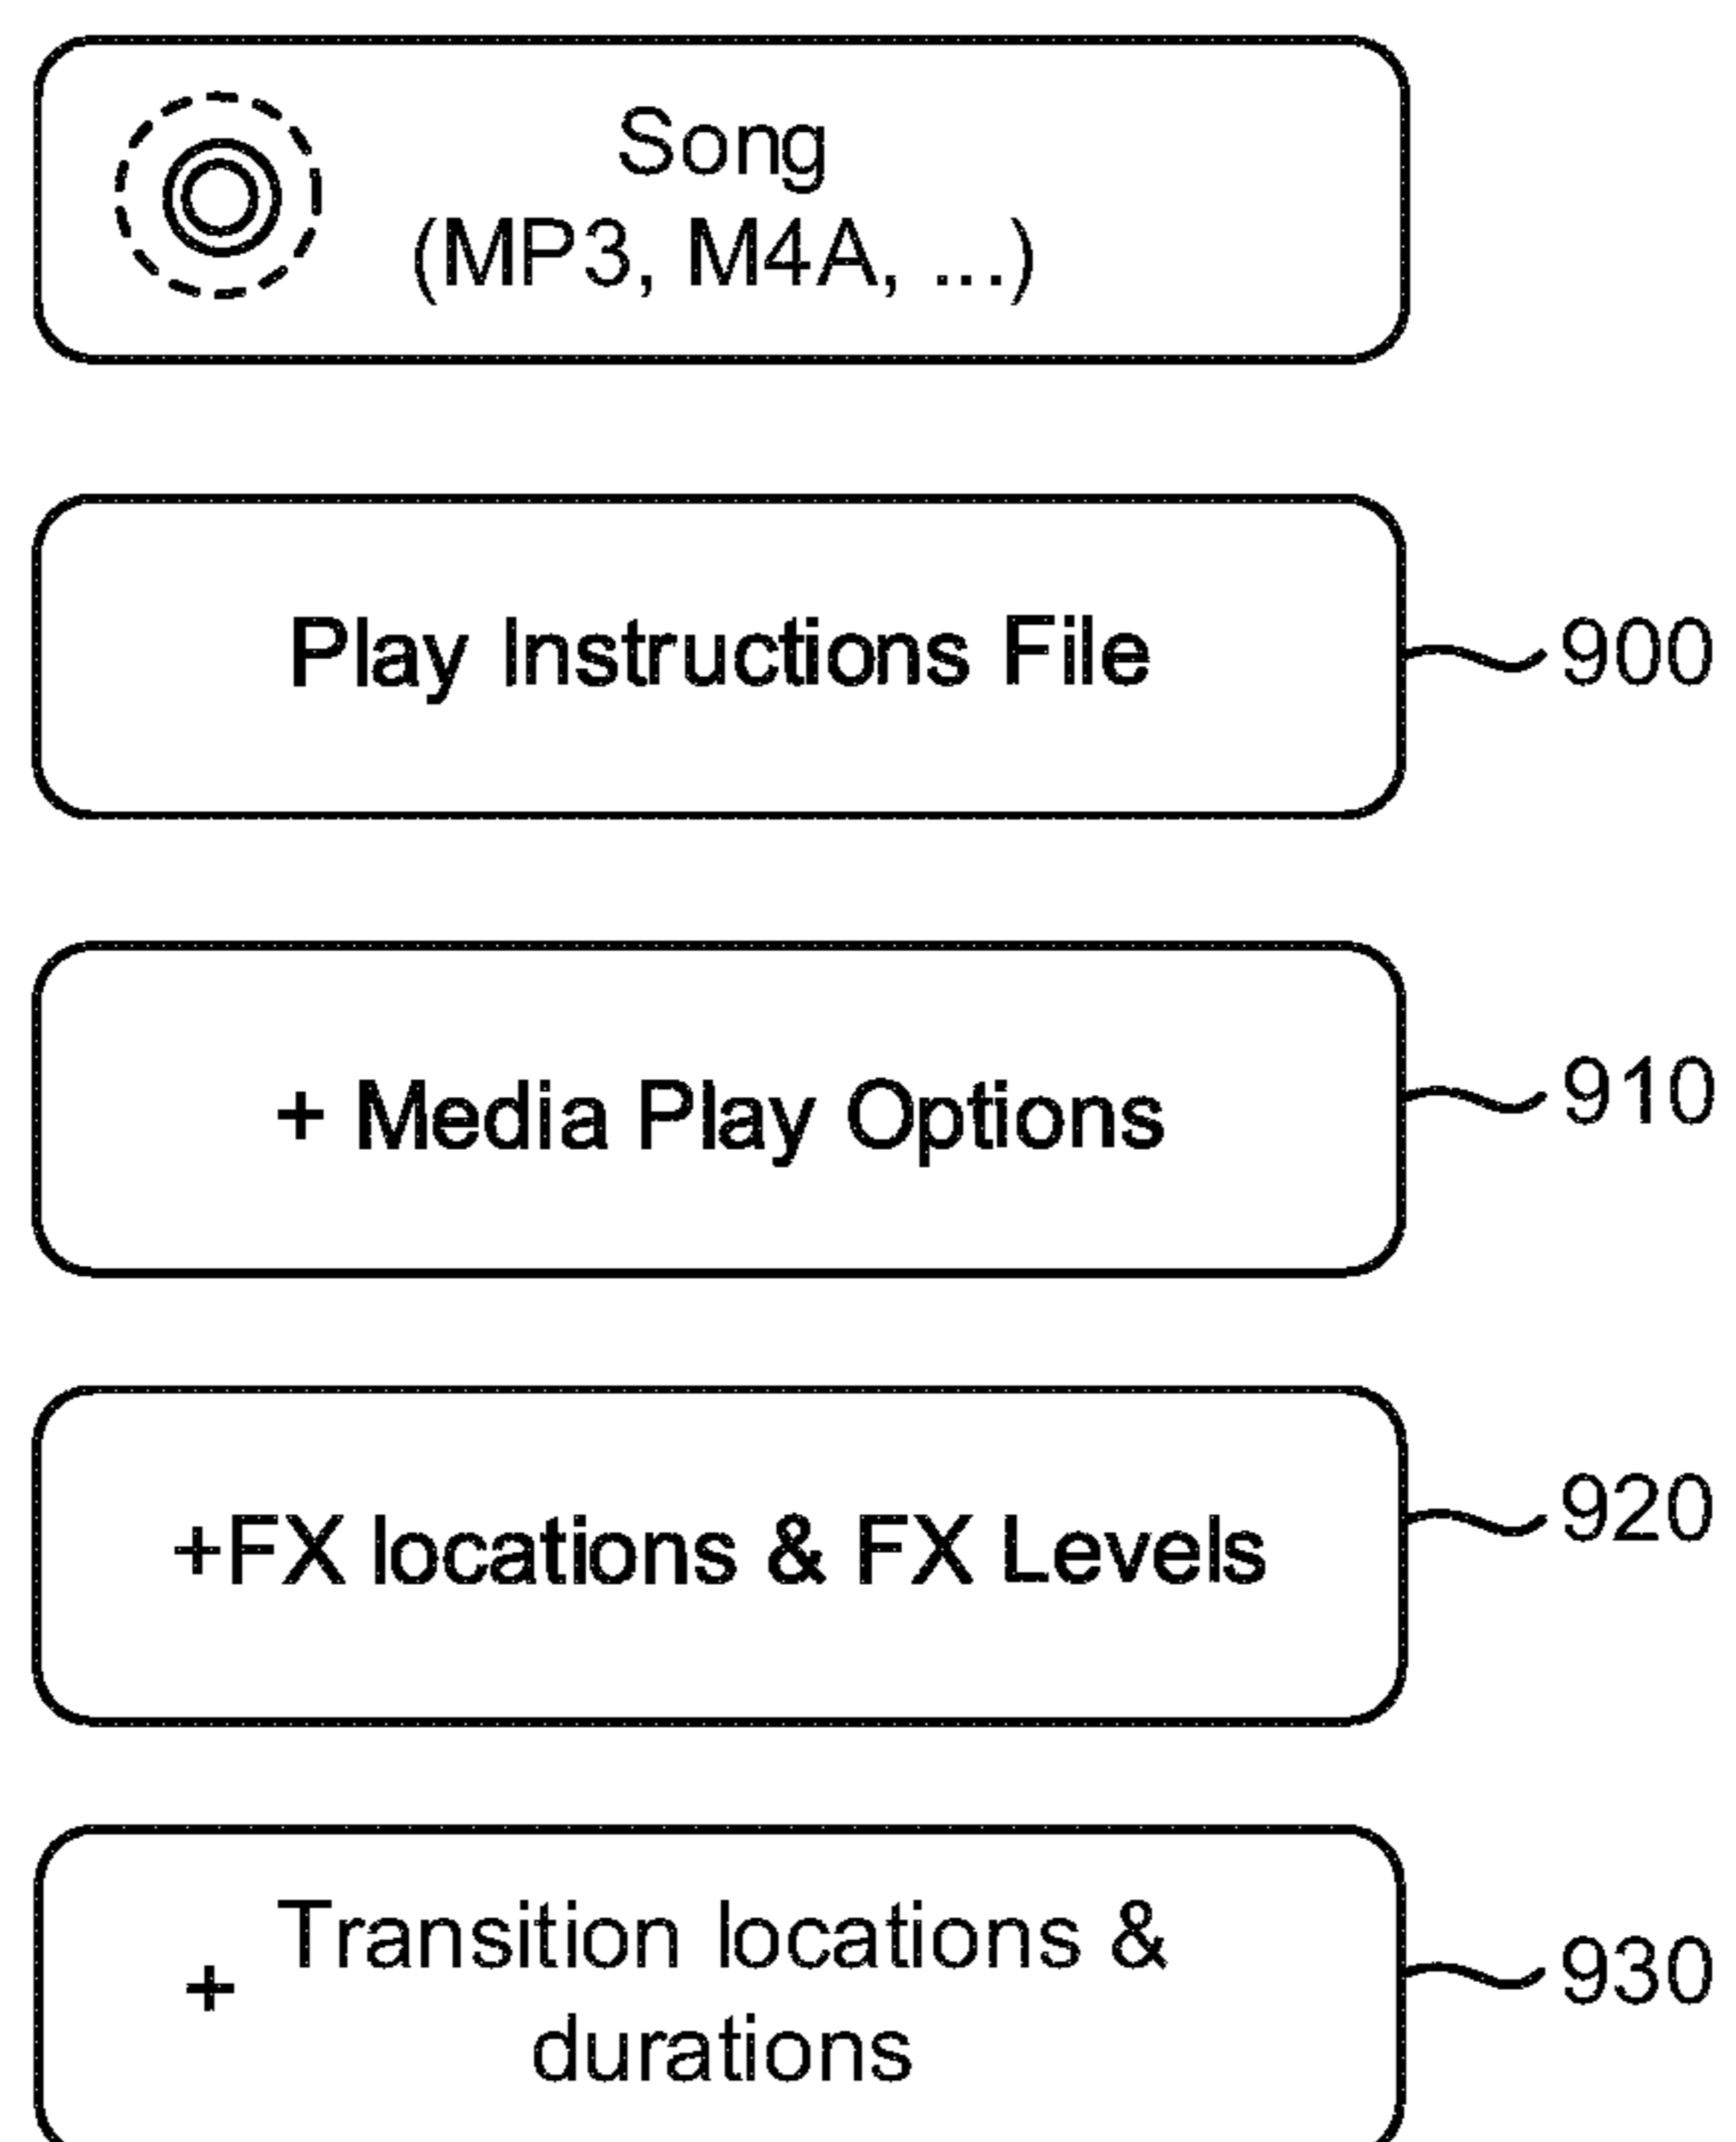 Song
(MP3, M4A, ...)
Play Instructions File
900
+ Media Play Options
910
+FX locations & FX Levels
920
+ Transition locations &
durations
930